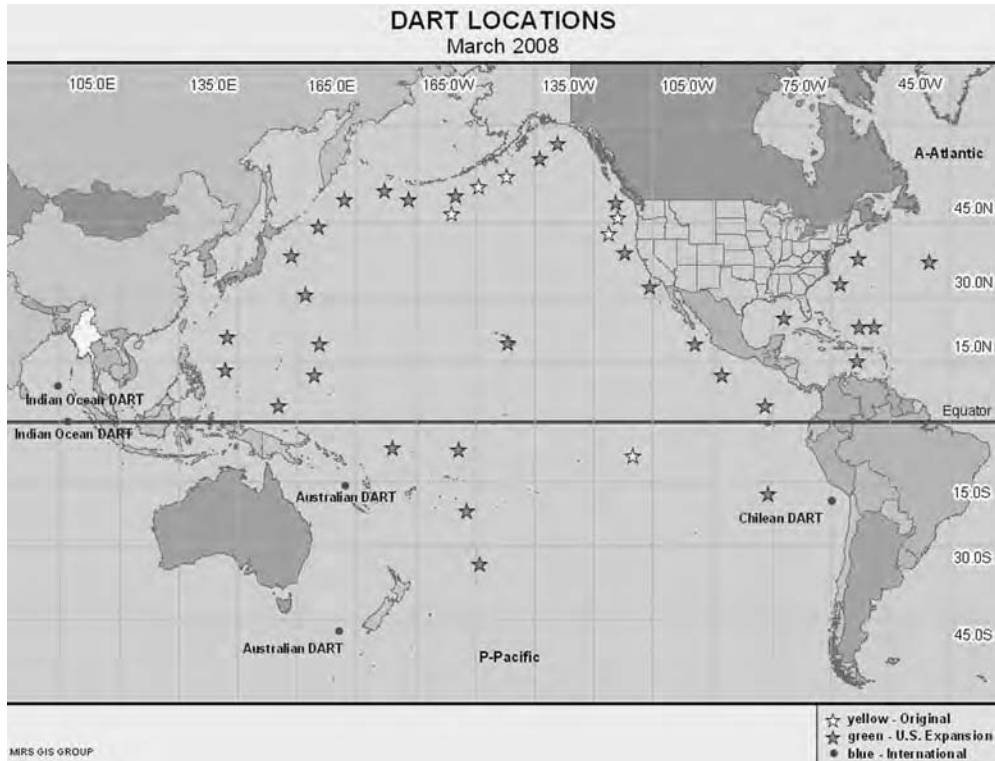 DART LOCATIONS
March 2008
105.0E 135.0E 165.0E 165.0W 135.0W 105.0W 75.0W 45.0W
A-Atlantic
45.0N
30.0N
15.0N
Indian Ocean DART
Equator
Indian Ocean DART
Australian DART
15.0S
Chilean DART
30.0S
45.0S
Australian DART
P-Pacific
yellow - Original
green - U.S. Expansion
MRS GIS GROUP
blue - International